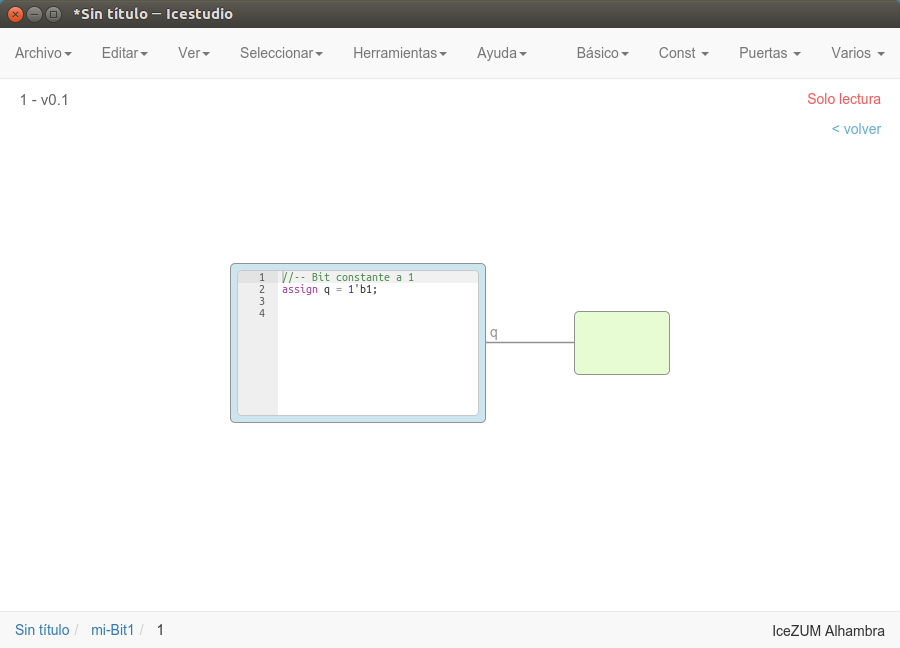 *Sin título — Icestudio
Archivo Editar Ver Seleccionar Herramientas Ayuda Básico Const Puertas Varios
1 - v0.1
Solo lectura
< volver
1 //-- Bit constante a 1
2 assign q = 1'b1;
3
4
q
Sin título / mi-Bit1 / 1
IceZUM Alhambra